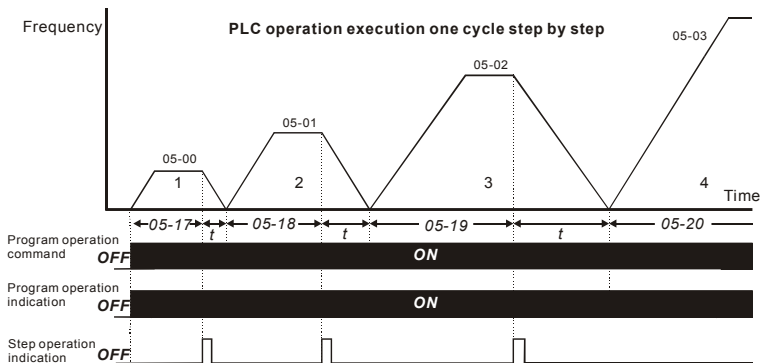 Frequency
PLC operation execution one cycle step by step
05-03
05-02
05-01
05-00
1
2
3
4
Time
05-17
t
05-18
t
05-19
t
05-20
Program operation
command
OFF
ON
Program operation
indication
OFF
ON
Step operation
indication
OFF